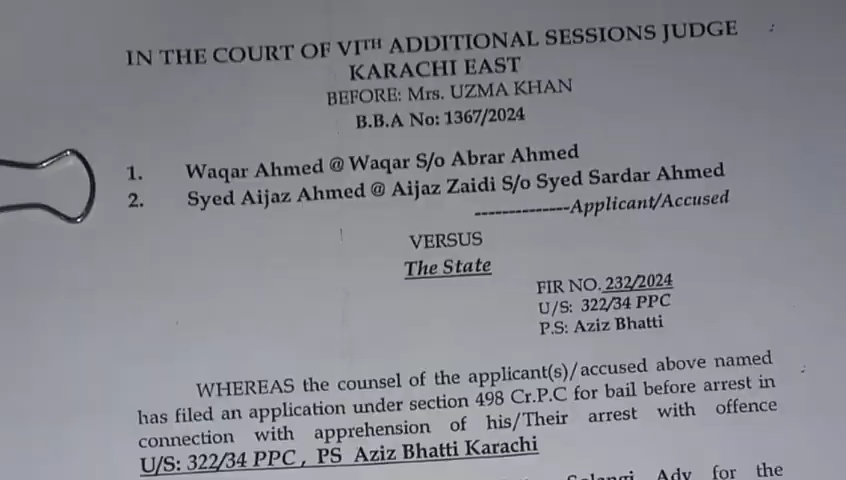 IN THE COURT OF VITH ADDITIONAL SESSIONS JUDGE
KARACHI EAST
BEFORE: Mrs. UZMA KHAN
B.B.A No: 1367/2024
1. Waqar Ahmed @ Waqar S/o Abrar Ahmed
2. Syed Aijaz Ahmed @ Aijaz Zaidi S/o Syed Sardar Ahmed
--------------Applicant/Accused
VERSUS
The State
FIR NO. 232/2024
U/S: 322/34 PPC
P.S: Aziz Bhatti
WHEREAS the counsel of the applicant(s)/accused above named
has filed an application under section 498 Cr.P.C for bail before arrest in
connection with apprehension of his/Their arrest with offence
U/S: 322/34 PPC, PS Aziz Bhatti Karachi
Solangi Adv for the